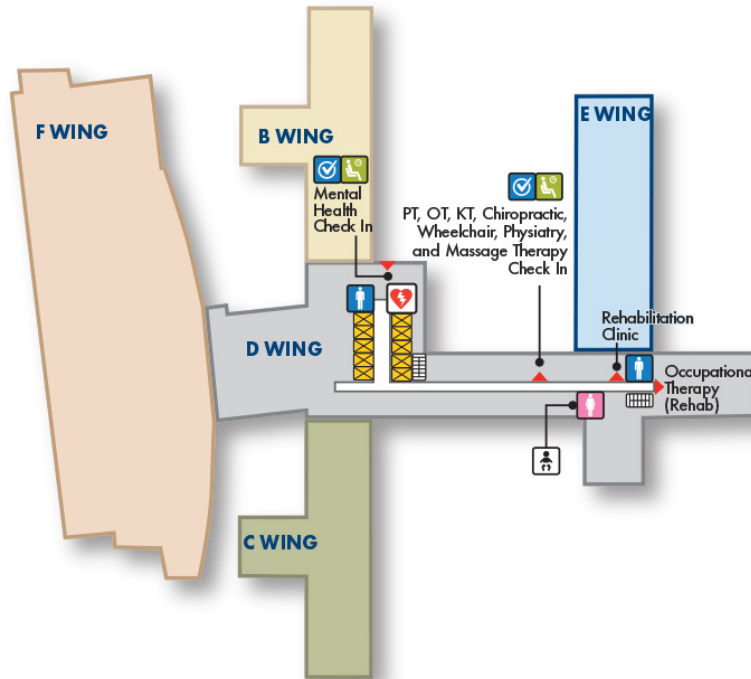 F WING
B WING
E WING
Mental
Health
Check In
PT, OT, KT, Chiropractic,
Wheelchair, Physiatry,
and Massage Therapy
Check In
D WING
Rehabilitation
Clinic
Occupational
Therapy
(Rehab)
C WING